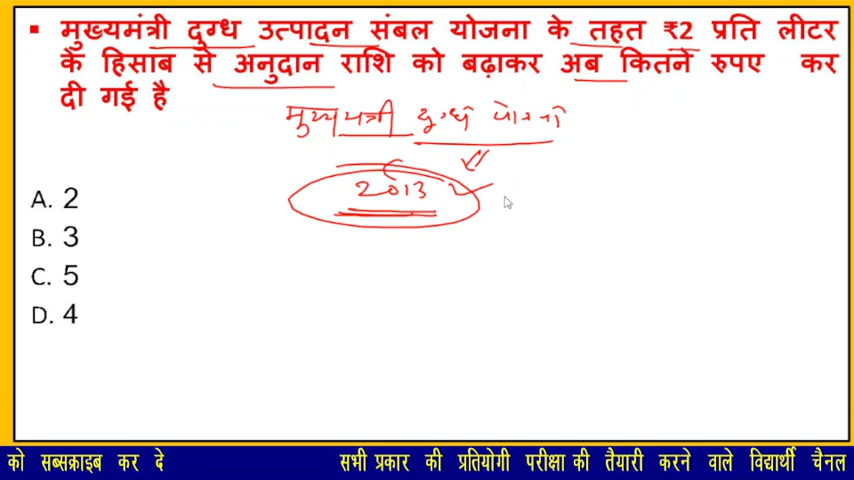 ▪ मुख्यमंत्री दुग्ध उत्पादन संबल योजना के तहत ₹2 प्रति लीटर
के हिसाब से अनुदान राशि को बढ़ाकर अब कितने रुपए कर
दी गई है
मुख्यमंत्री दुग्ध योजना
2013
A. 2
B. 3
C. 5
D. 4
को सब्सक्राइब कर दे सभी प्रकार की प्रतियोगी परीक्षा की तैयारी करने वाले विद्यार्थी चैनल